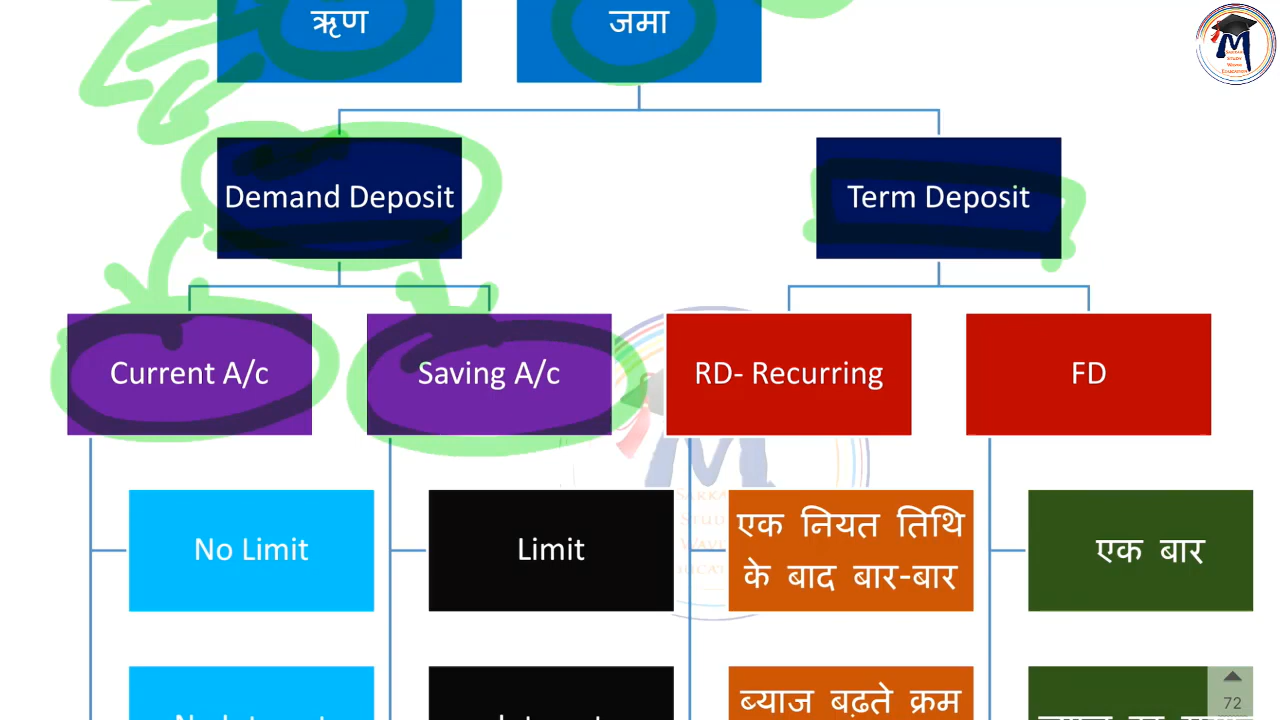 ऋण
जमा
Demand Deposit
Term Deposit
Current A/c
Saving A/c
RD- Recurring
FD
No Limit
Limit
एक नियत तिथि
के बाद बार-बार
एक बार
ब्याज बढ़ते क्रम
72